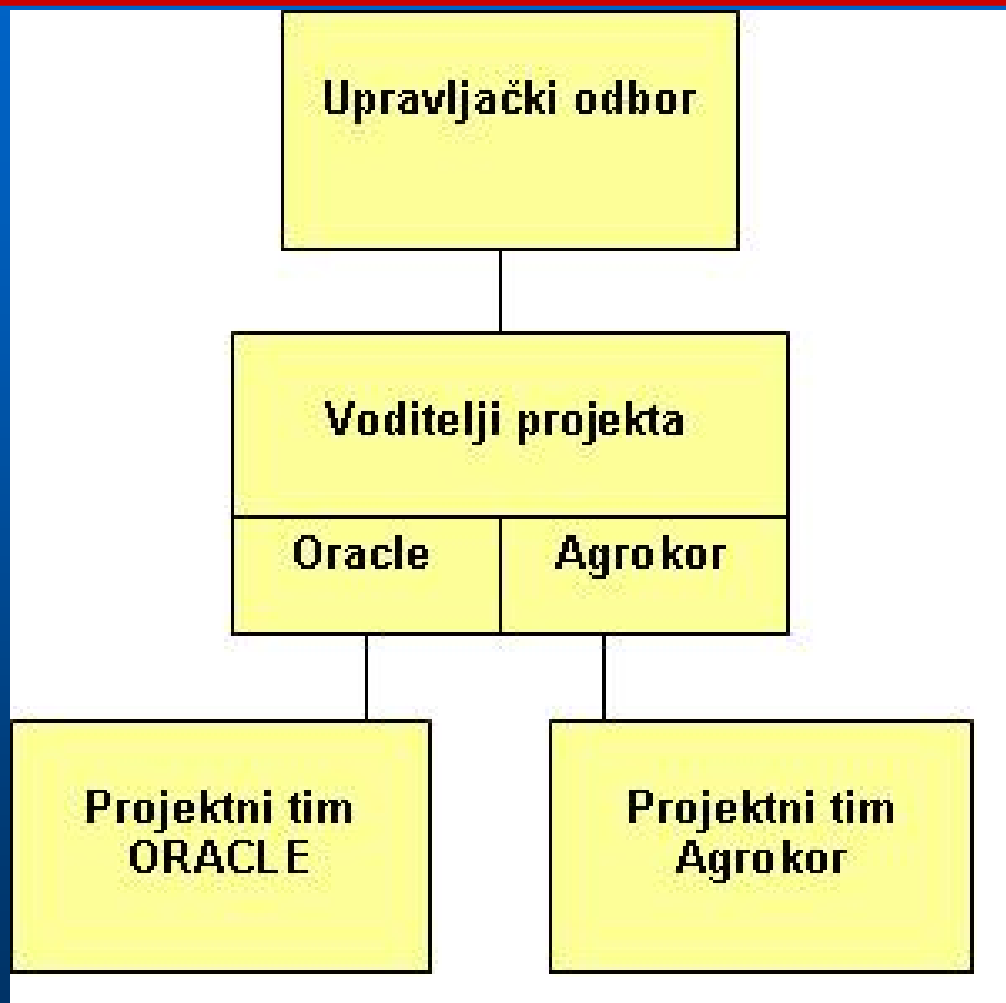 Upravljački odbor
Voditelji projekta
Oracle
Agrokor
Projektni tim
ORACLE
Projektni tim
Agrokor